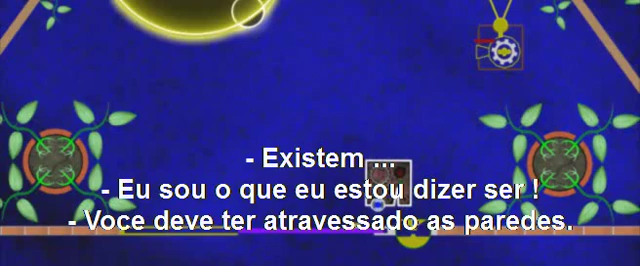 - Existem ...
- Eu sou o que eu estou dizer ser !
- Voce deve ter atravessado as paredes.